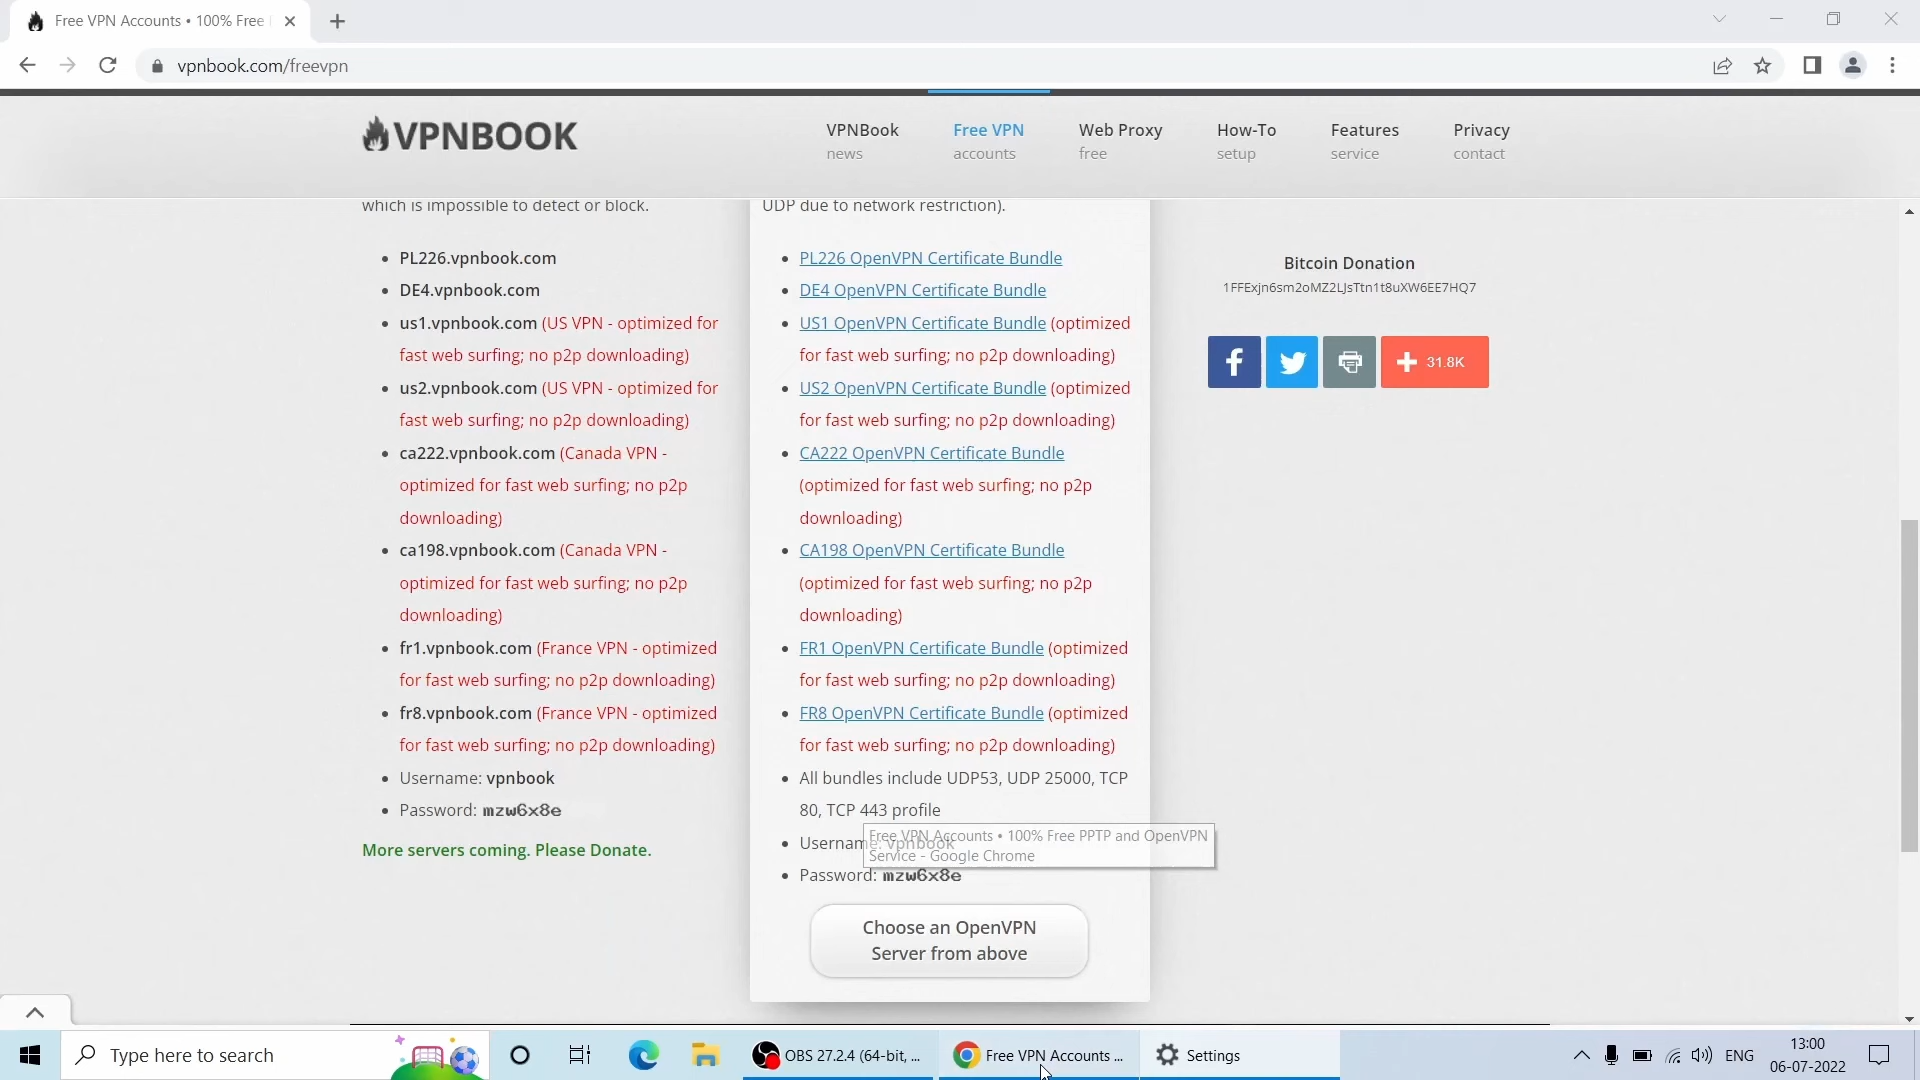 Free VPN Accounts • 100% Free
vpnbook.com/freevpn
VPNBOOK
VPNBook
news
Free VPN
accounts
Web Proxy
free
How-To
setup
Features
service
Privacy
contact
which is impossible to detect or block.
PL226.vpnbook.com
DE4.vpnbook.com
us1.vpnbook.com (US VPN - optimized for
fast web surfing; no p2p downloading)
us2.vpnbook.com (US VPN - optimized for
fast web surfing; no p2p downloading)
ca222.vpnbook.com (Canada VPN -
optimized for fast web surfing; no p2p
downloading)
ca198.vpnbook.com (Canada VPN -
optimized for fast web surfing; no p2p
downloading)
fr1.vpnbook.com (France VPN - optimized
for fast web surfing; no p2p downloading)
fr8.vpnbook.com (France VPN - optimized
for fast web surfing; no p2p downloading)
Username: vpnbook
Password: mzw6x8e
More servers coming. Please Donate.
UDP due to network restriction).
PL226 OpenVPN Certificate Bundle
DE4 OpenVPN Certificate Bundle
US1 OpenVPN Certificate Bundle (optimized
for fast web surfing; no p2p downloading)
US2 OpenVPN Certificate Bundle (optimized
for fast web surfing; no p2p downloading)
CA222 OpenVPN Certificate Bundle
(optimized for fast web surfing; no p2p
downloading)
CA198 OpenVPN Certificate Bundle
(optimized for fast web surfing; no p2p
downloading)
FR1 OpenVPN Certificate Bundle (optimized
for fast web surfing; no p2p downloading)
FR8 OpenVPN Certificate Bundle (optimized
for fast web surfing; no p2p downloading)
All bundles include UDP53, UDP 25000, TCP
80, TCP 443 profile
Username: vpnbook
Free VPN Accounts • 100% Free PPTP and OpenVPN
Service - Google Chrome
Password: mzw6x8e
Choose an OpenVPN
Server from above
Bitcoin Donation
1FFExjn6sm2oMZ2LJsTtn1t8uXW6EE7HQ7
31.8K
Type here to search
OBS 27.2.4 (64-bit, ...
Free VPN Accounts ...
Settings
ENG
13:00
06-07-2022